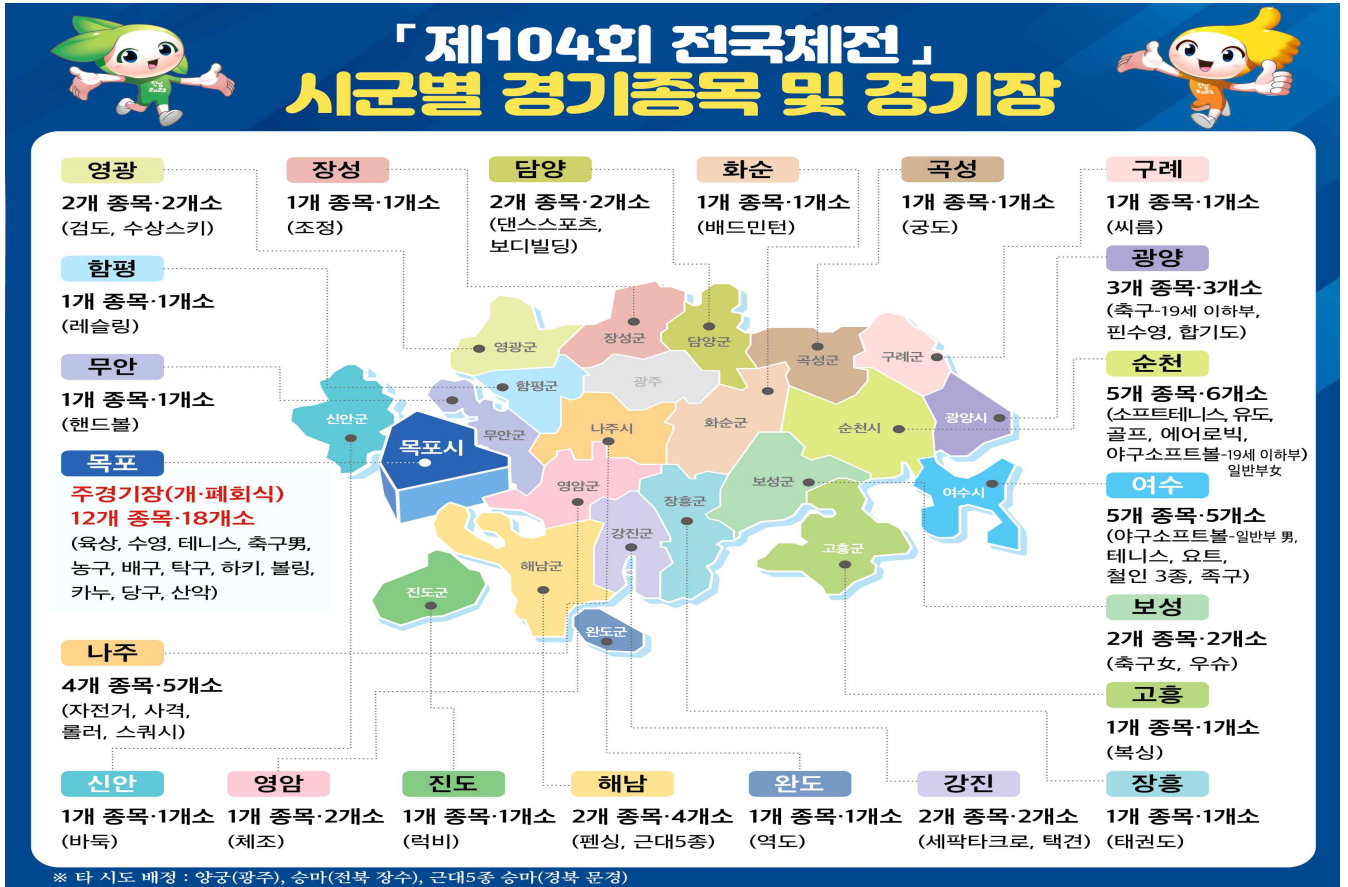 「제104회 전국체전」
시군별 경기종목 및 경기장
전남
2023
전남
2023
영광
2개 종목·2개소
(검도, 수상스키)
장성
1개 종목·1개소
(조정)
담양
2개 종목·2개소
(댄스스포츠,
보디빌딩)
화순
1개 종목·1개소
(배드민턴)
곡성
1개 종목·1개소
(궁도)
구례
1개 종목·1개소
(씨름)
함평
1개 종목·1개소
(레슬링)
무안
1개 종목·1개소
(핸드볼)
목포
주경기장(개·폐회식)
12개 종목·18개소
(육상, 수영, 테니스, 축구男,
농구, 배구, 탁구, 하키, 볼링,
카누, 당구, 산악)
나주
4개 종목·5개소
(자전거, 사격,
롤러, 스쿼시)
광양
3개 종목·3개소
(축구-19세 이하부,
핀수영, 합기도)
순천
5개 종목·6개소
(소프트테니스, 유도,
골프, 에어로빅,
야구소프트볼-19세 이하부)
일반부女
여수
5개 종목·5개소
(야구소프트볼-일반부 男,
테니스, 요트,
철인 3종, 족구)
보성
2개 종목·2개소
(축구女, 우슈)
고흥
1개 종목·1개소
(복싱)
영광군
장성군
담양군
곡성군
구례군
함평군
광주
신안군
무안군
나주시
화순군
순천시
광양시
목포시
영암군
장흥군
보성군
여수시
강진군
고흥군
해남군
진도군
완도군
신안
1개 종목·1개소
(바둑)
영암
1개 종목·2개소
(체조)
진도
1개 종목·1개소
(럭비)
해남
2개 종목·4개소
(펜싱, 근대5종)
완도
1개 종목·1개소
(역도)
강진
2개 종목·2개소
(세팍타크로, 택견)
장흥
1개 종목·1개소
(태권도)
※ 타 시도 배정 : 양궁(광주), 승마(전북 장수), 근대5종 승마(경북 문경)